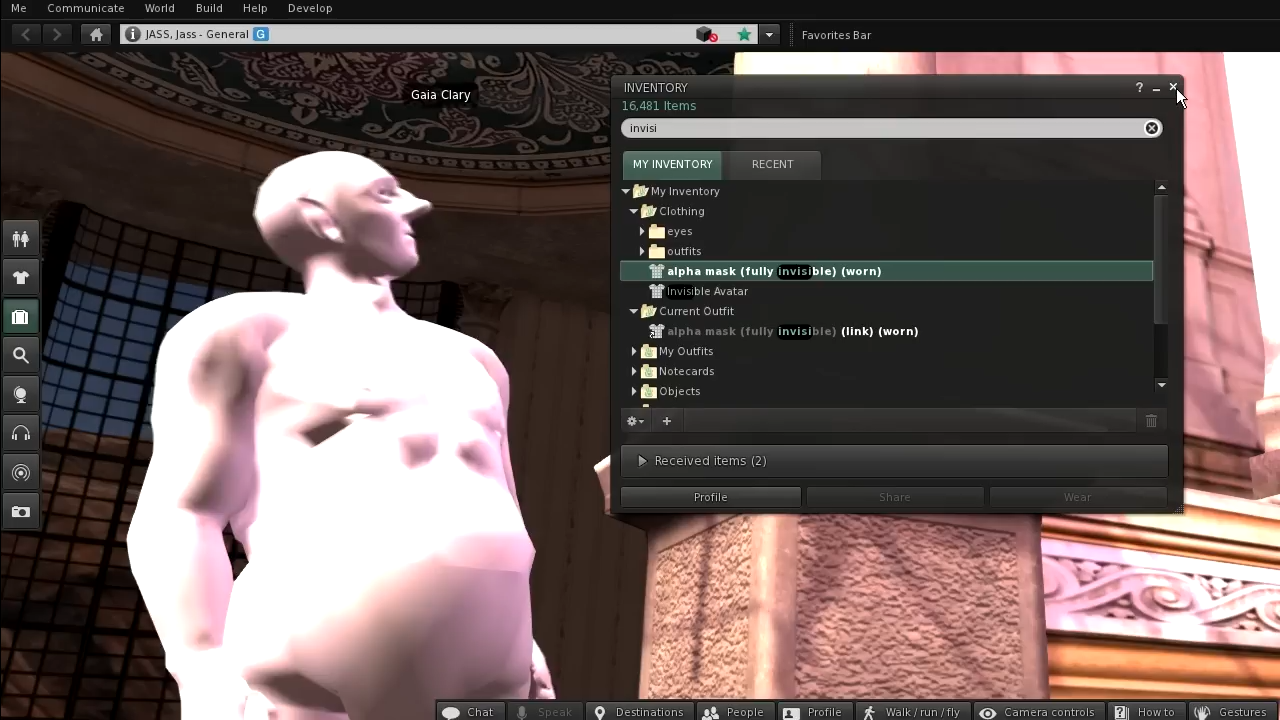 Me Communicate World Build Help Develop
JASS, Jass - General G
Favorites Bar
Gaia Clary
INVENTORY
?
16,481 Items
invisi
MY INVENTORY RECENT
My Inventory
Clothing
eyes
outfits
alpha mask (fully invisible) (worn)
Invisible Avatar
Current Outfit
alpha mask (fully invisible) (link) (worn)
My Outfits
Notecards
Objects
Received items (2)
Profile Share Wear
Chat Speak Destinations People Profile Walk / run / fly Camera controls How to Gestures